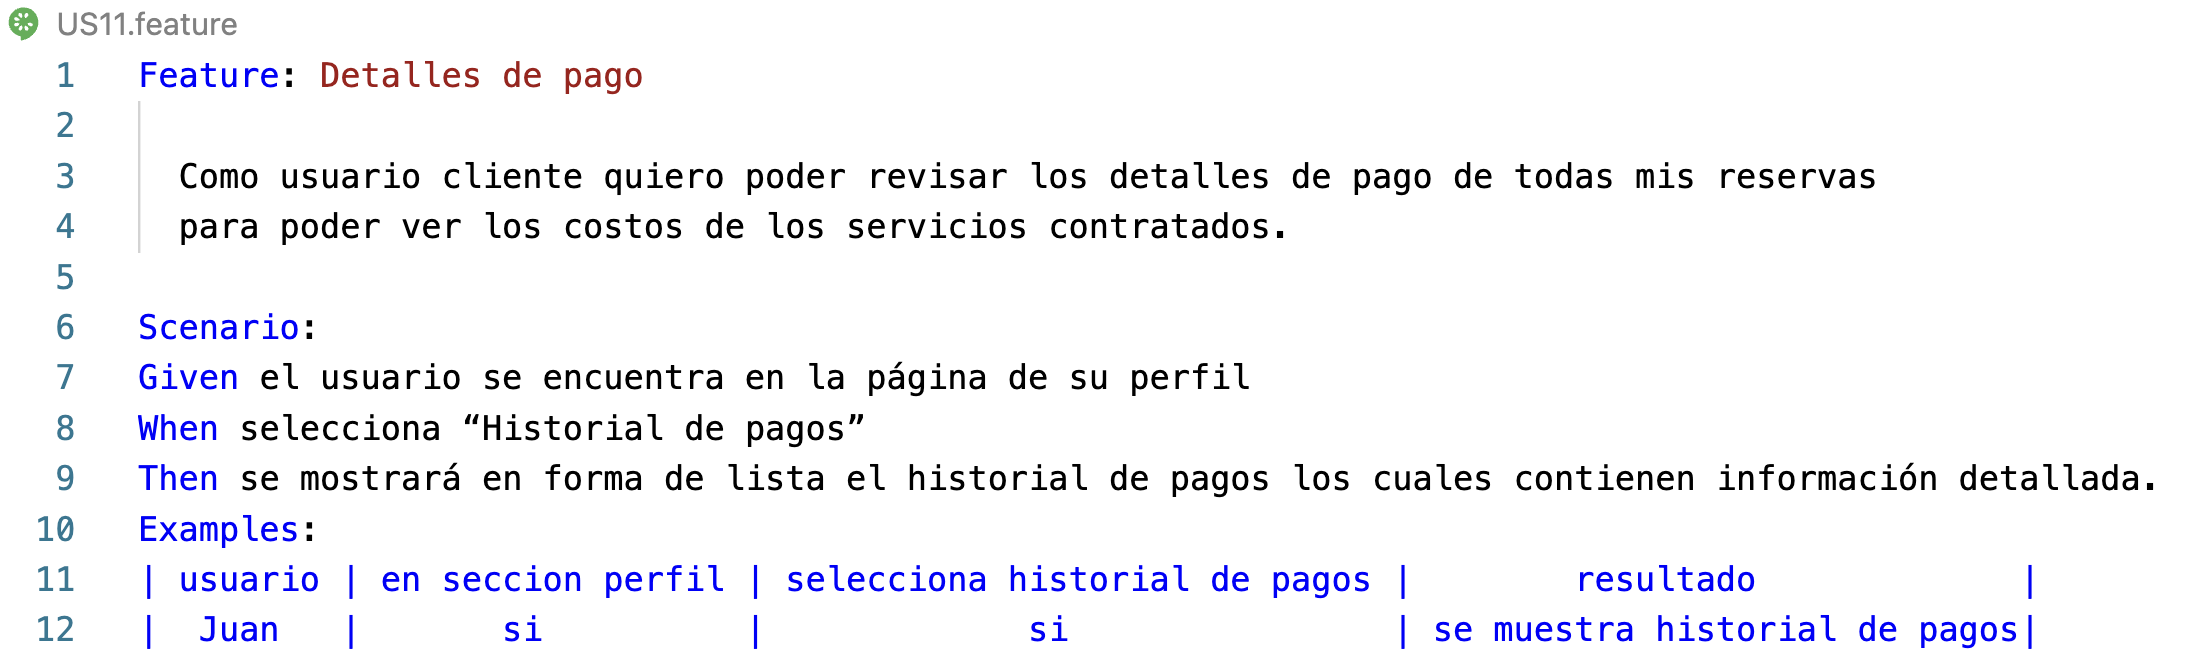 US11.feature
1 Feature: Detalles de pago
2
3 Como usuario cliente quiero poder revisar los detalles de pago de todas mis reservas
4 para poder ver los costos de los servicios contratados.
5
6 Scenario:
7 Given el usuario se encuentra en la página de su perfil
8 When selecciona “Historial de pagos”
9 Then se mostrará en forma de lista el historial de pagos los cuales contienen información detallada.
10 Examples:
11 | usuario | en seccion perfil | selecciona historial de pagos | resultado |
12 | Juan | si | si | se muestra historial de pagos|